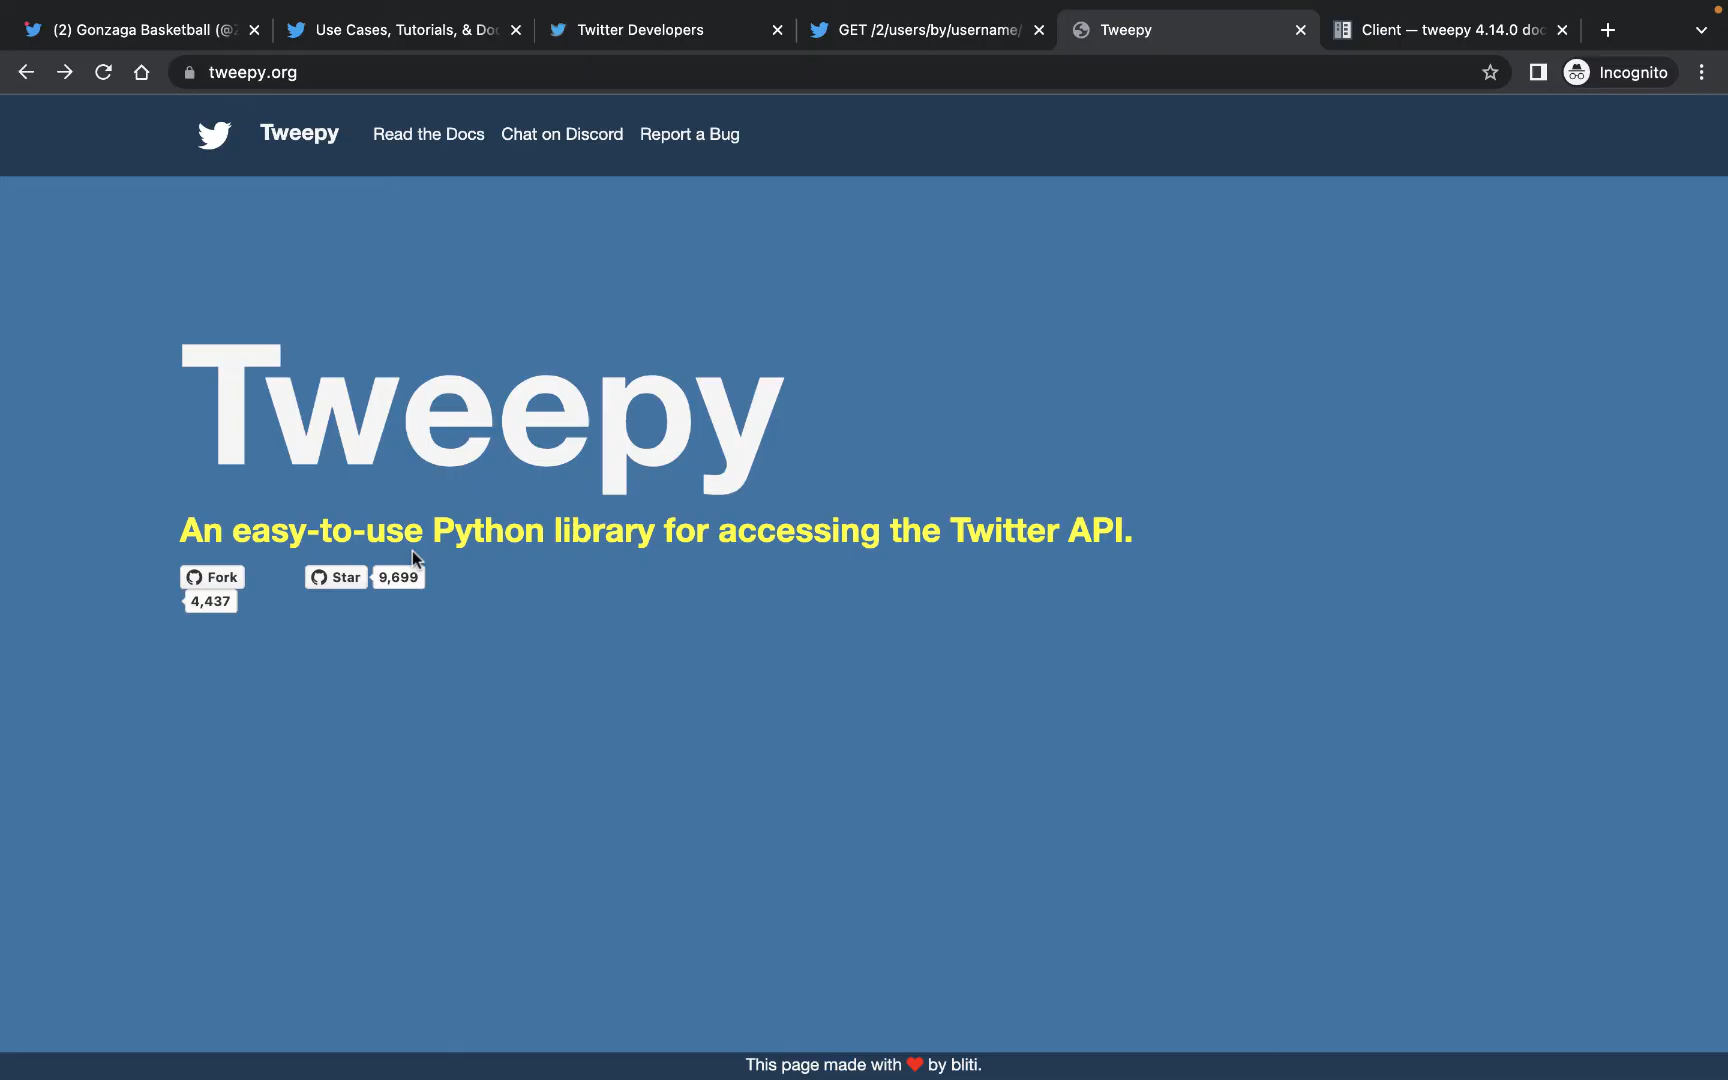 (2) Gonzaga Basketball (@Z
Use Cases, Tutorials, & Doc
Twitter Developers
GET /2/users/by/username/
Tweepy
Client — tweepy 4.14.0 doc
tweepy.org
Incognito
Tweepy
Read the Docs
Chat on Discord
Report a Bug
Tweepy
An easy-to-use Python library for accessing the Twitter API.
Fork
Star
9,699
4,437
This page made with ❤ by bliti.